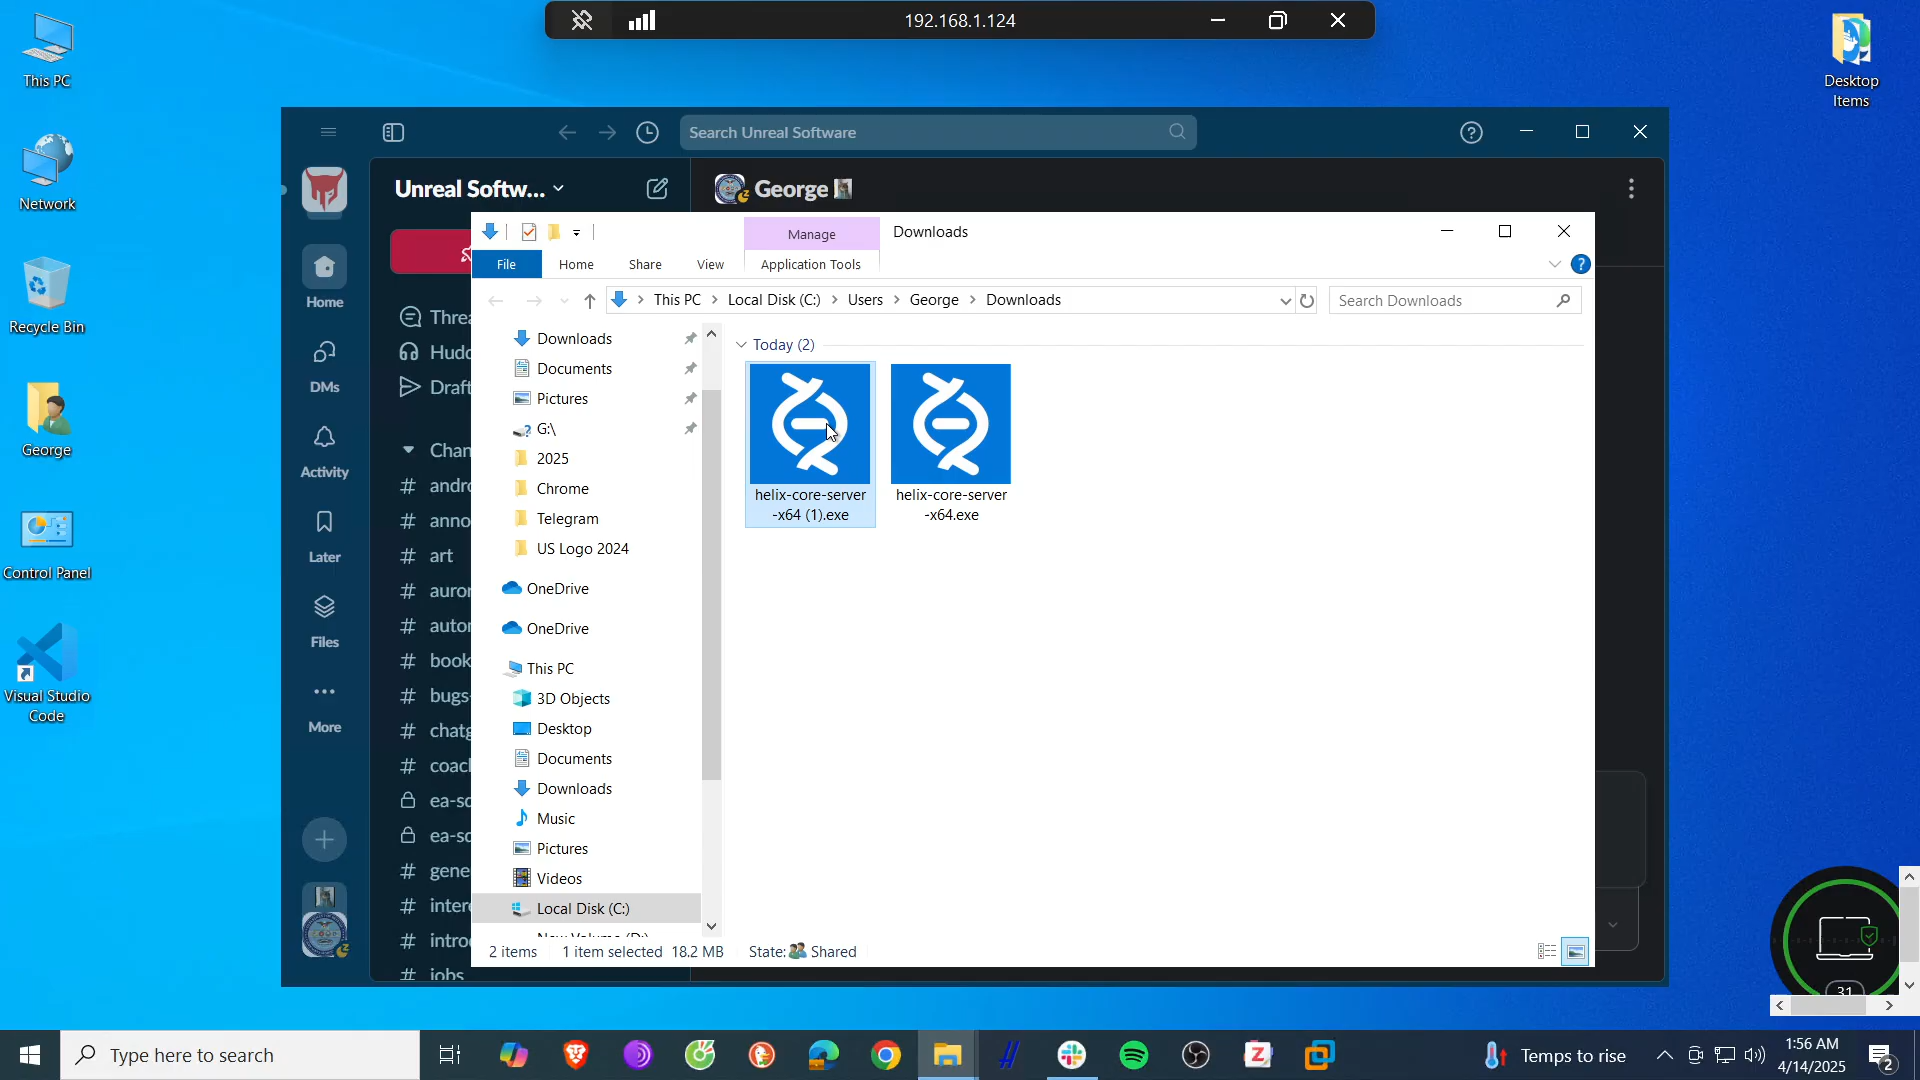 192.168.1.124
This PC
Network
Recycle Bin
George
Control Panel
Visual Studio
Code
Desktop
Items
Search Unreal Software
Unreal Softw...
George
Home
DMs
Activity
Later
Files
More
Threa
Hudd
Draft
Chan
# andro
# anno
# art
# auror
# autor
# book
# bugs-
# chatg
# coacl
ea-sc
ea-sc
# gene
# intere
# intro
# jobs
Manage
Downloads
File
Home
Share
View
Application Tools
This PC > Local Disk (C:) > Users > George > Downloads
Search Downloads
Downloads
Documents
Pictures
G:\
2025
Chrome
Telegram
US Logo 2024
OneDrive
OneDrive
This PC
3D Objects
Desktop
Documents
Downloads
Music
Pictures
Videos
Local Disk (C:)
New Volume (D:)
Today (2)
helix-core-server
-x64 (1).exe
helix-core-server
-x64.exe
2 items
1 item selected 18.2 MB
State: Shared
31
Type here to search
Temps to rise
1:56 AM
4/14/2025
2